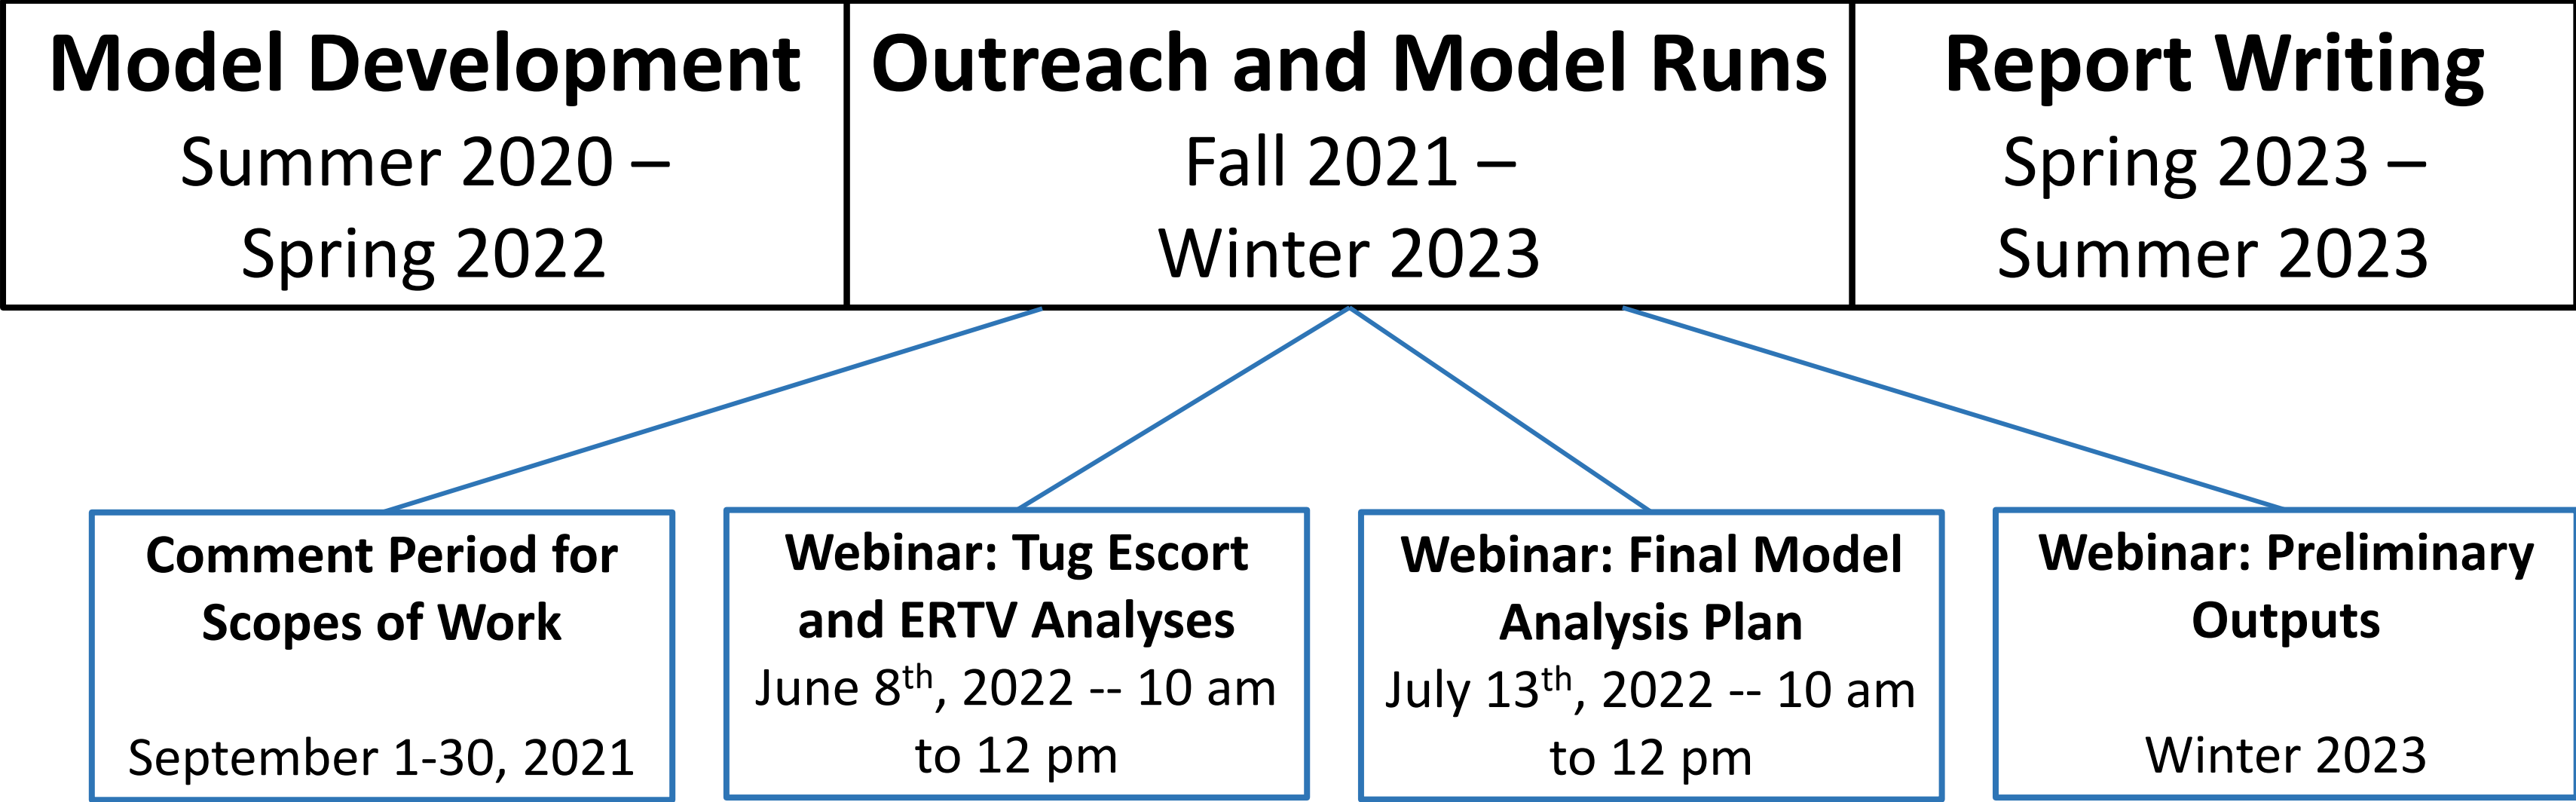 Model Development
Summer 2020 –
Spring 2022
Outreach and Model Runs
Fall 2021 –
Winter 2023
Report Writing
Spring 2023 –
Summer 2023
Comment Period for
Scopes of Work
September 1-30, 2021
Webinar: Tug Escort
and ERTV Analyses
June 8th, 2022 -- 10 am
to 12 pm
Webinar: Final Model
Analysis Plan
July 13th, 2022 -- 10 am
to 12 pm
Webinar: Preliminary
Outputs
Winter 2023